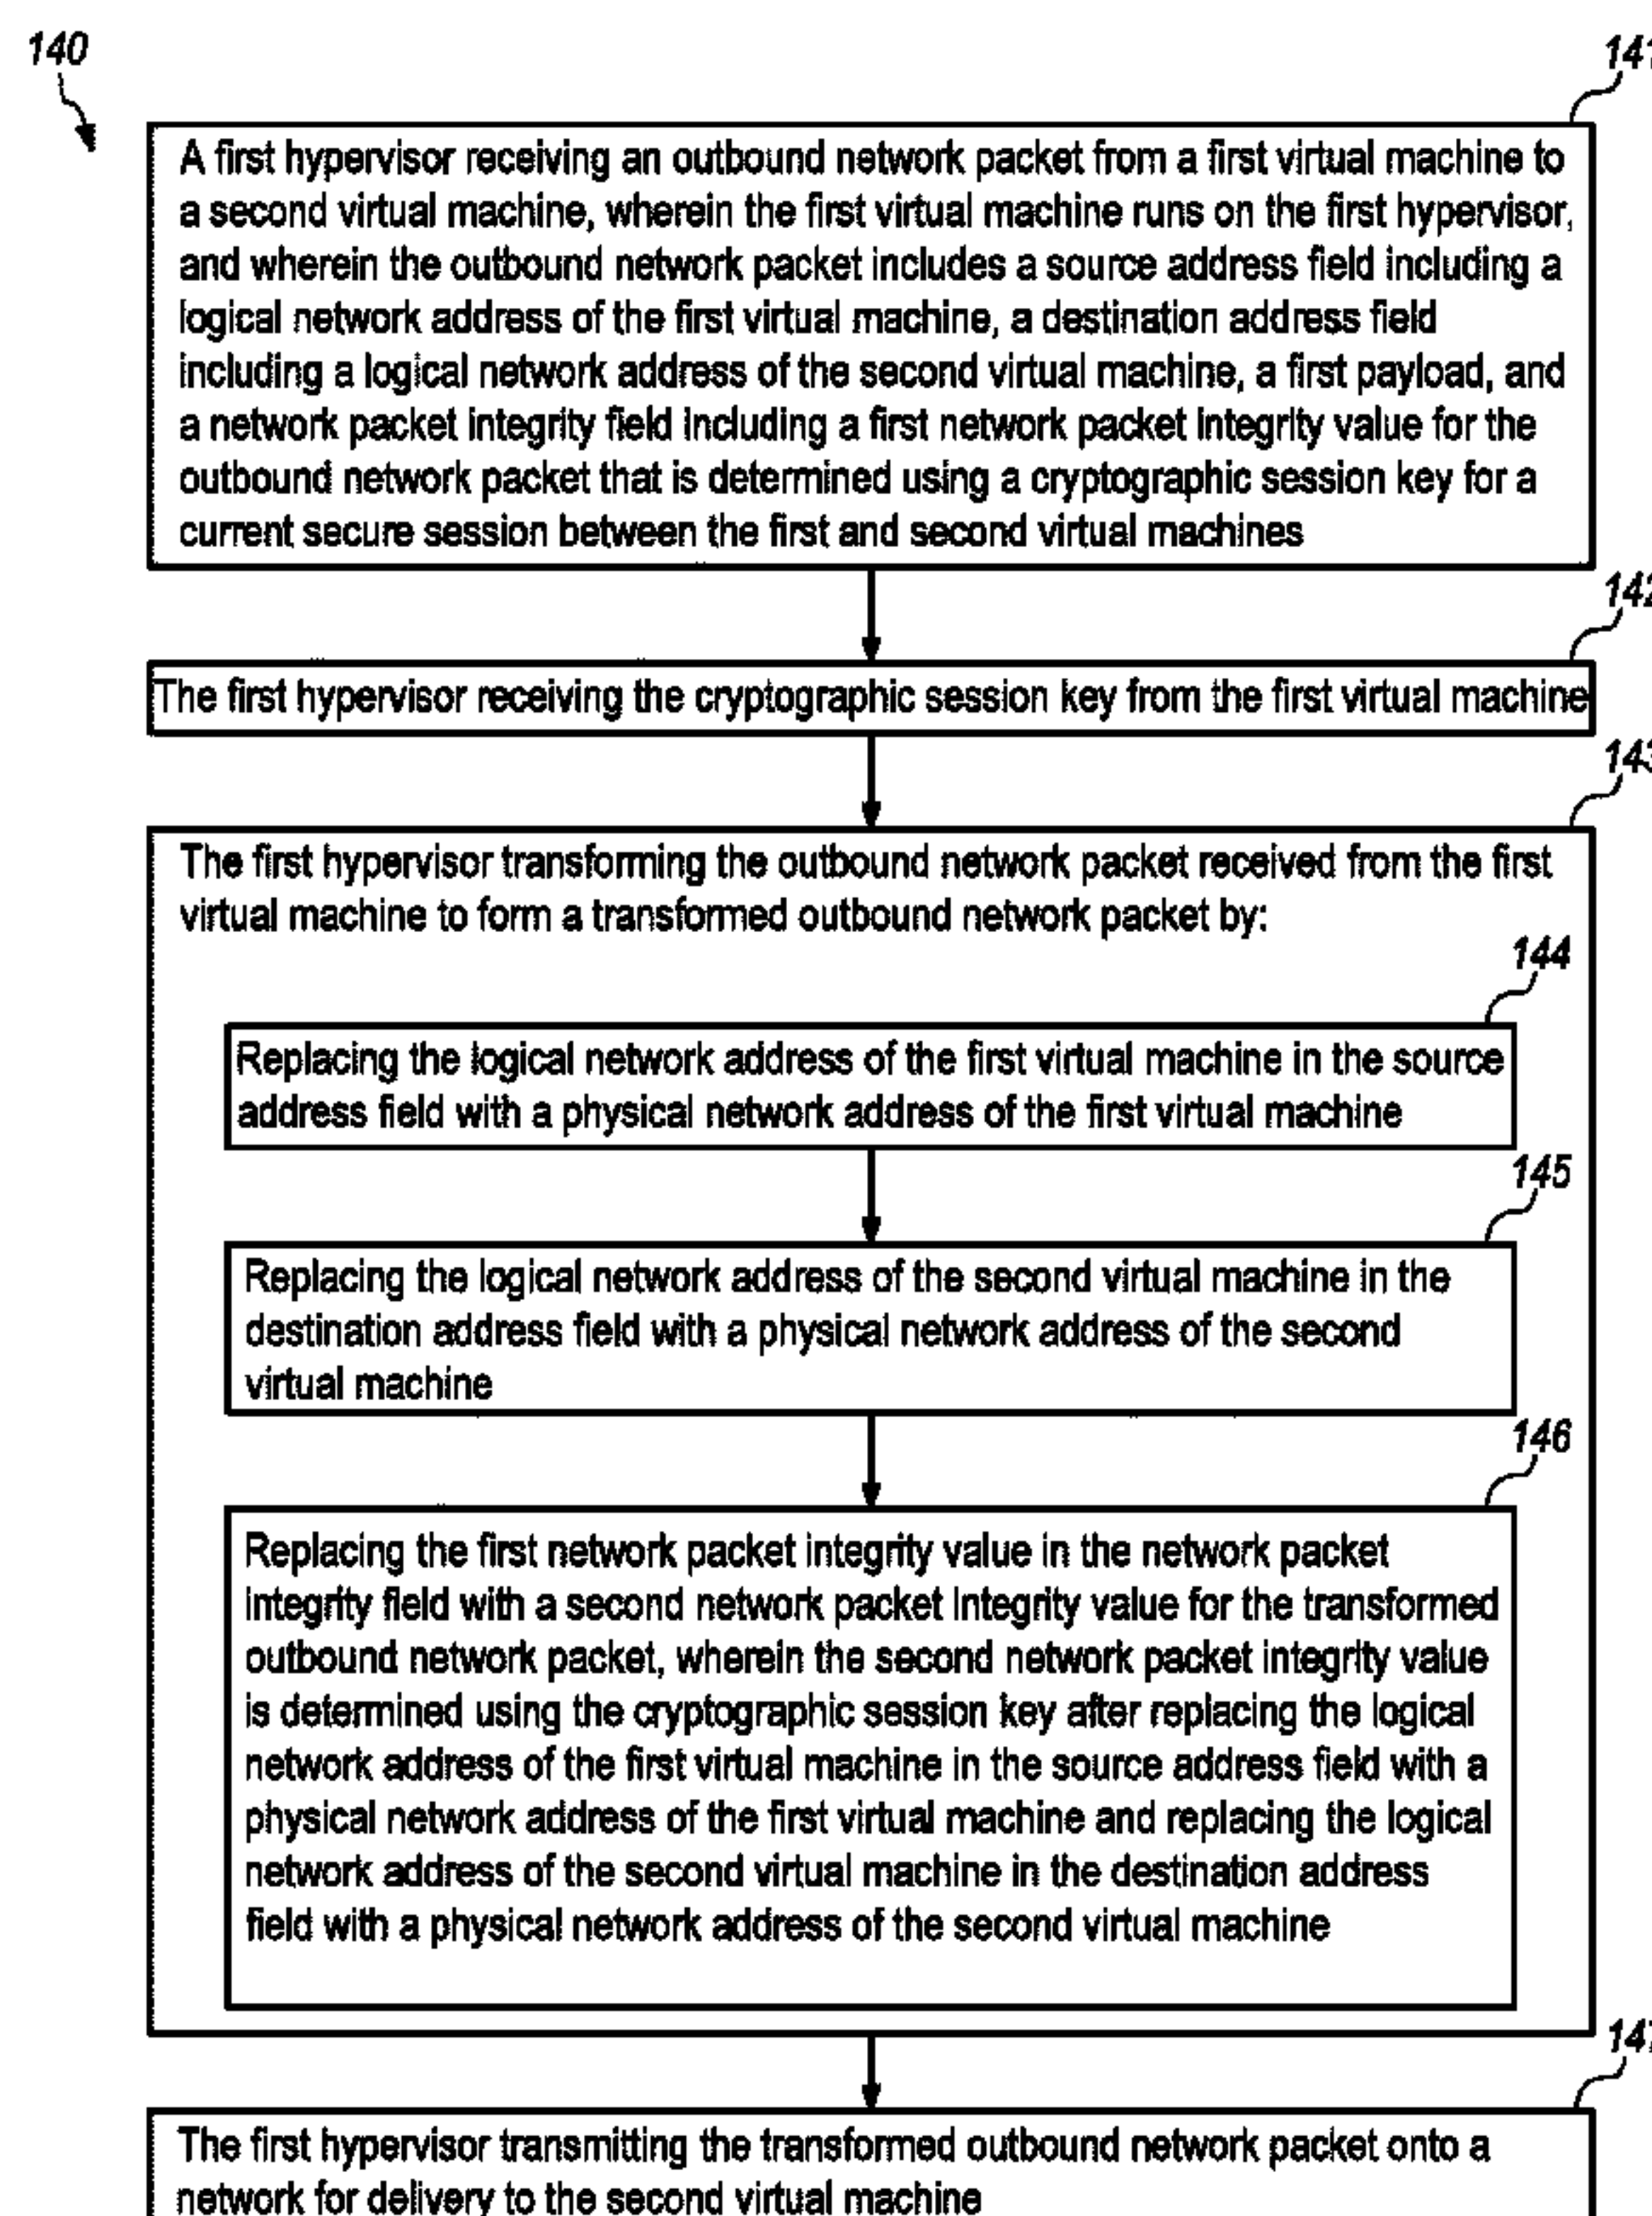 140
141
A first hypervisor receiving an outbound network packet from a first virtual machine to
a second virtual machine, wherein the first virtual machine runs on the first hypervisor,
and wherein the outbound network packet includes a source address field including a
logical network address of the first virtual machine, a destination address field
including a logical network address of the second virtual machine, a first payload, and
a network packet integrity field including a first network packet integrity value for the
outbound network packet that is determined using a cryptographic session key for a
current secure session between the first and second virtual machines
142
The first hypervisor receiving the cryptographic session key from the first virtual machine
143
The first hypervisor transforming the outbound network packet received from the first
virtual machine to form a transformed outbound network packet by:
144
Replacing the logical network address of the first virtual machine in the source
address field with a physical network address of the first virtual machine
145
Replacing the logical network address of the second virtual machine in the
destination address field with a physical network address of the second
virtual machine
146
Replacing the first network packet integrity value in the network packet
integrity field with a second network packet integrity value for the transformed
outbound network packet, wherein the second network packet integrity value
is determined using the cryptographic session key after replacing the logical
network address of the first virtual machine in the source address field with a
physical network address of the first virtual machine and replacing the logical
network address of the second virtual machine in the destination address
field with a physical network address of the second virtual machine
147
The first hypervisor transmitting the transformed outbound network packet onto a
network for delivery to the second virtual machine